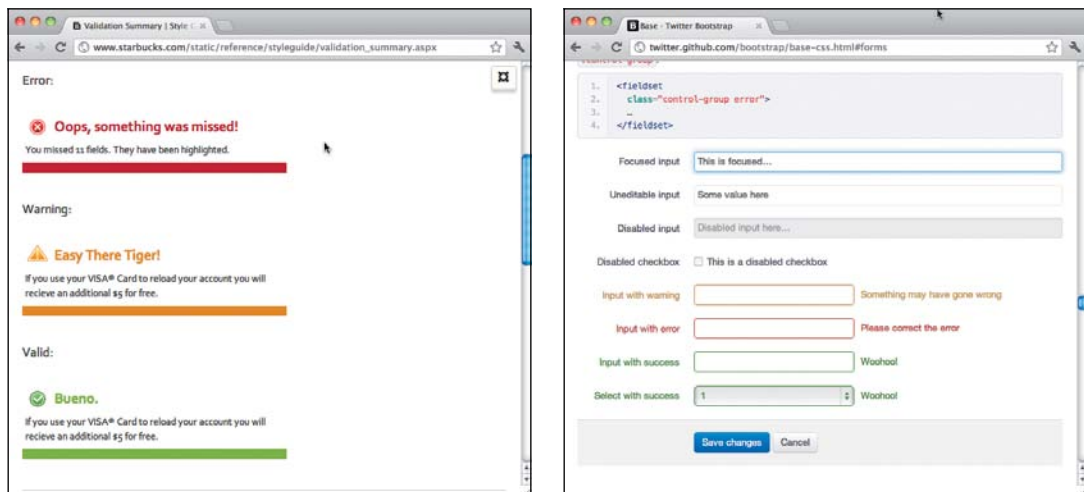 Validation Summary | Style G
www.starbucks.com/static/reference/styleguide/validation_summary.aspx
Error:
Oops, something was missed!
You missed 11 fields. They have been highlighted.
Warning:
Easy There Tiger!
If you use your VISA® Card to reload your account you will
recieve an additional $5 for free.
Valid:
Bueno.
If you use your VISA® Card to reload your account you will
recieve an additional $5 for free.
Base · Twitter Bootstrap
twitter.github.com/bootstrap/base-css.html#forms
1. <fieldset
2. class="control-group error">
3. …
4. </fieldset>
Focused input This is focused...
Uneditable input Some value here
Disabled input Disabled input here...
Disabled checkbox This is a disabled checkbox
Input with warning Something may have gone wrong
Input with error Please correct the error
Input with success Woohoo!
Select with success 1 Woohoo!
Save changes Cancel